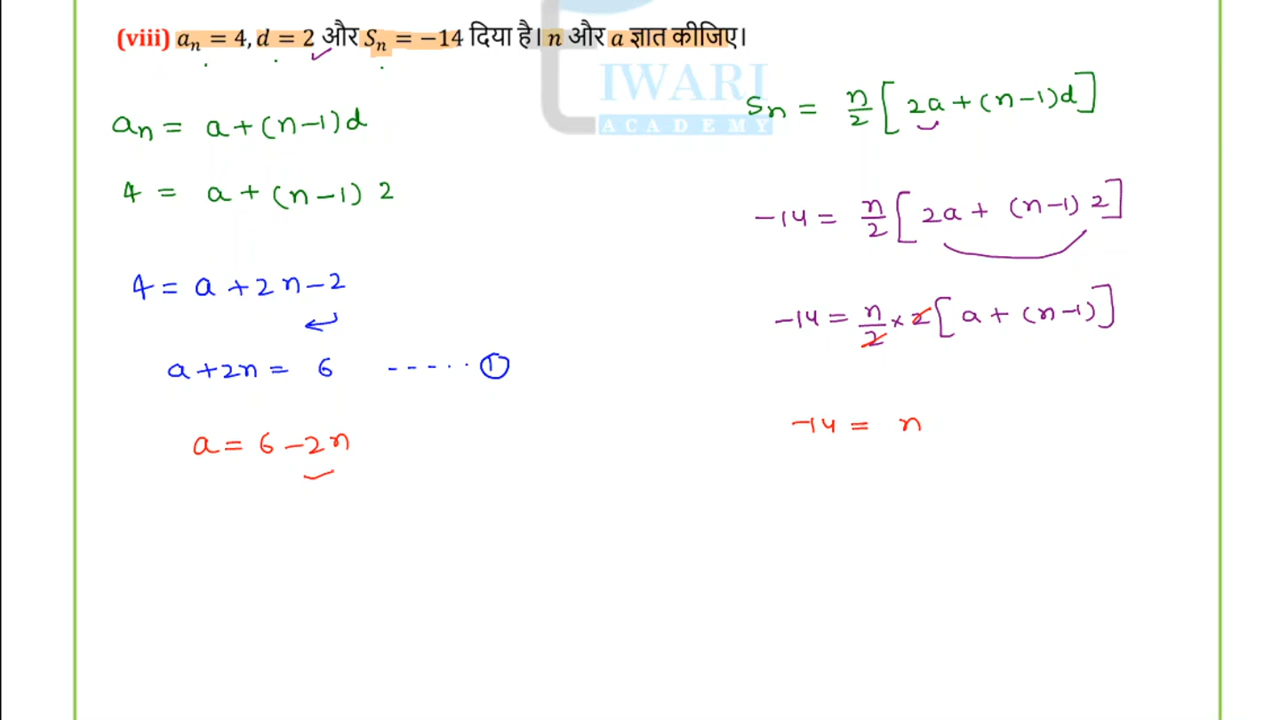 (viii) aₙ = 4, d = 2 और Sₙ = −14 दिया है। n और a ज्ञात कीजिए।
IWARI
ACADEMY
aₙ = a + (n−1)d
4 = a + (n−1) 2
4 = a + 2n − 2
a + 2n = 6 ------ ①
a = 6 − 2n
Sₙ = n/2 [2a + (n−1)d]
−14 = n/2 [2a + (n−1) 2]
−14 = n/2 × 2 [a + (n−1)]
−14 = n